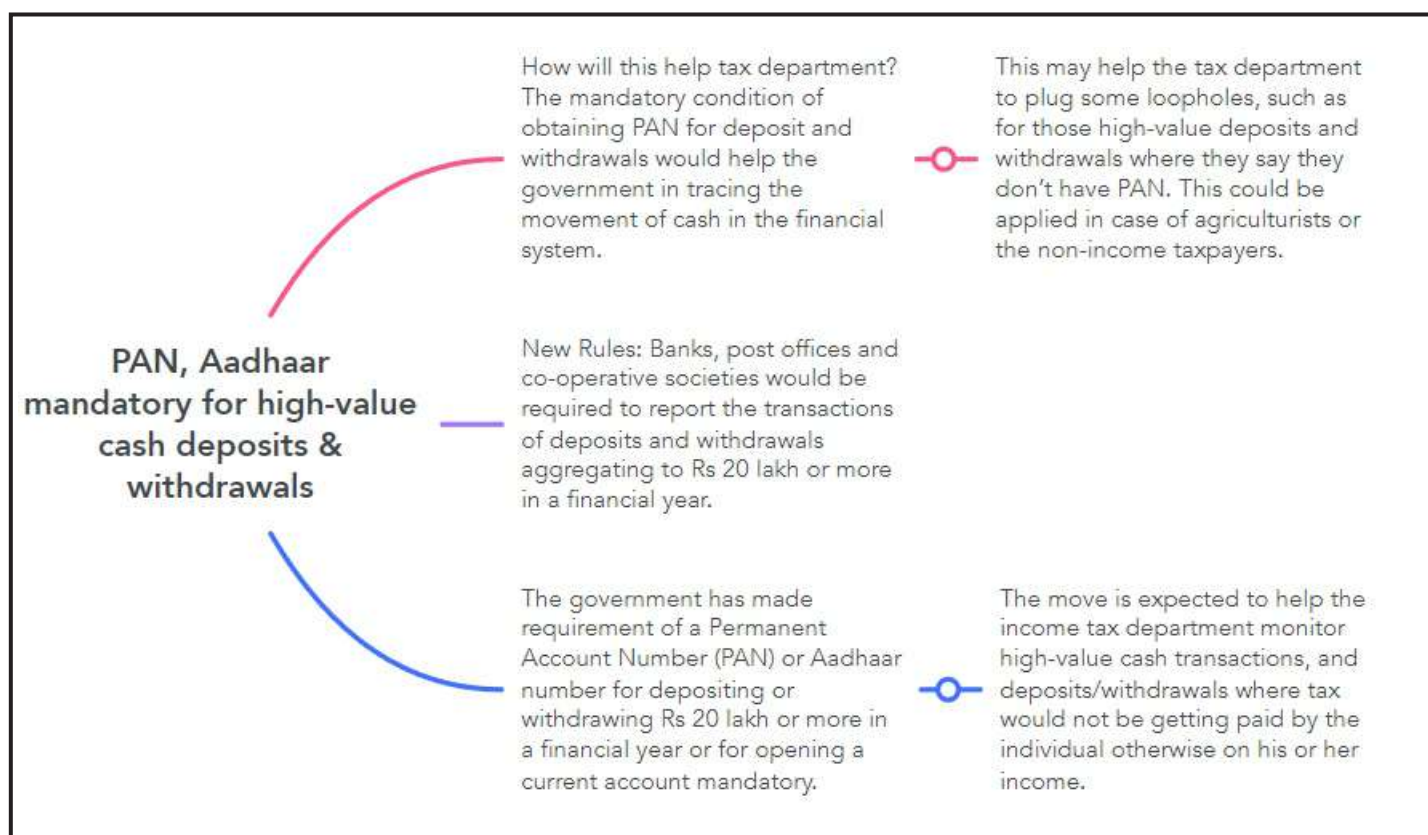 PAN, Aadhaar
mandatory for high-value
cash deposits &
withdrawals
How will this help tax department?
The mandatory condition of
obtaining PAN for deposit and
withdrawals would help the
government in tracing the
movement of cash in the financial
system.
This may help the tax department
to plug some loopholes, such as
for those high-value deposits and
withdrawals where they say they
don’t have PAN. This could be
applied in case of agriculturists or
the non-income taxpayers.
New Rules: Banks, post offices and
co-operative societies would be
required to report the transactions
of deposits and withdrawals
aggregating to Rs 20 lakh or more
in a financial year.
The government has made
requirement of a Permanent
Account Number (PAN) or Aadhaar
number for depositing or
withdrawing Rs 20 lakh or more in
a financial year or for opening a
current account mandatory.
The move is expected to help the
income tax department monitor
high-value cash transactions, and
deposits/withdrawals where tax
would not be getting paid by the
individual otherwise on his or her
income.